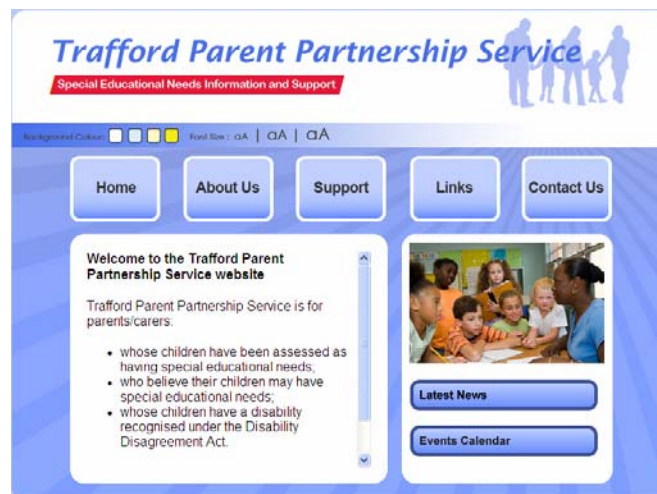 Trafford Parent Partnership Service
Special Educational Needs Information and Support
Background Colour:
Font Size : aA | aA | aA
Home
About Us
Support
Links
Contact Us
Welcome to the Trafford Parent
Partnership Service website
Trafford Parent Partnership Service is for
parents/carers:
• whose children have been assessed as
having special educational needs;
• who believe their children may have
special educational needs;
• whose children have a disability
recognised under the Disability
Disagreement Act.
Latest News
Events Calendar